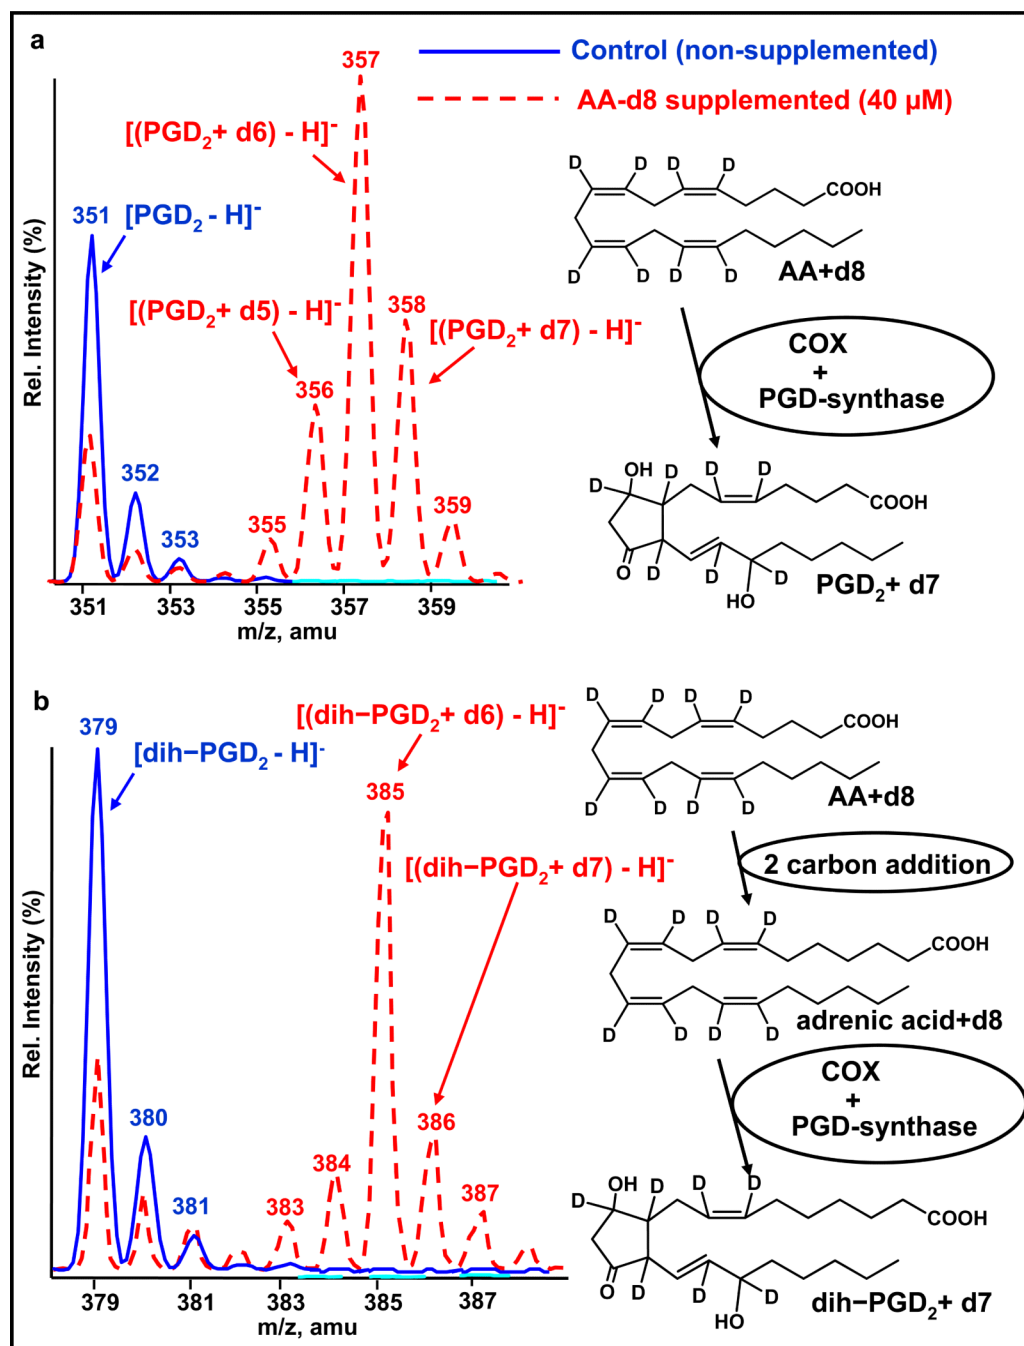 a
Control (non-supplemented)
AA-d8 supplemented (40 µM)
357
[(PGD2+ d6) - H]-
351
[PGD2 - H]-
[(PGD2+ d5) - H]-
358
[(PGD2+ d7) - H]-
356
352
353
355
359
Rel. Intensity (%)
351 353 355 357 359
m/z, amu
D D D D
COOH
D D D D
AA+d8
COX
+
PGD-synthase
OH D D D
D
COOH
O D D D
HO
PGD2+ d7
b
379
[dih−PGD2 - H]-
[(dih−PGD2+ d6) - H]-
385
[(dih−PGD2+ d7) - H]-
380
381
383
384
386
387
Rel. Intensity (%)
379 381 383 385 387
m/z, amu
D D D D
COOH
D D D D
AA+d8
2 carbon addition
D D D D
COOH
D D D D
adrenic acid+d8
COX
+
PGD-synthase
OH D D D
D
COOH
O D D D
HO
dih−PGD2+ d7